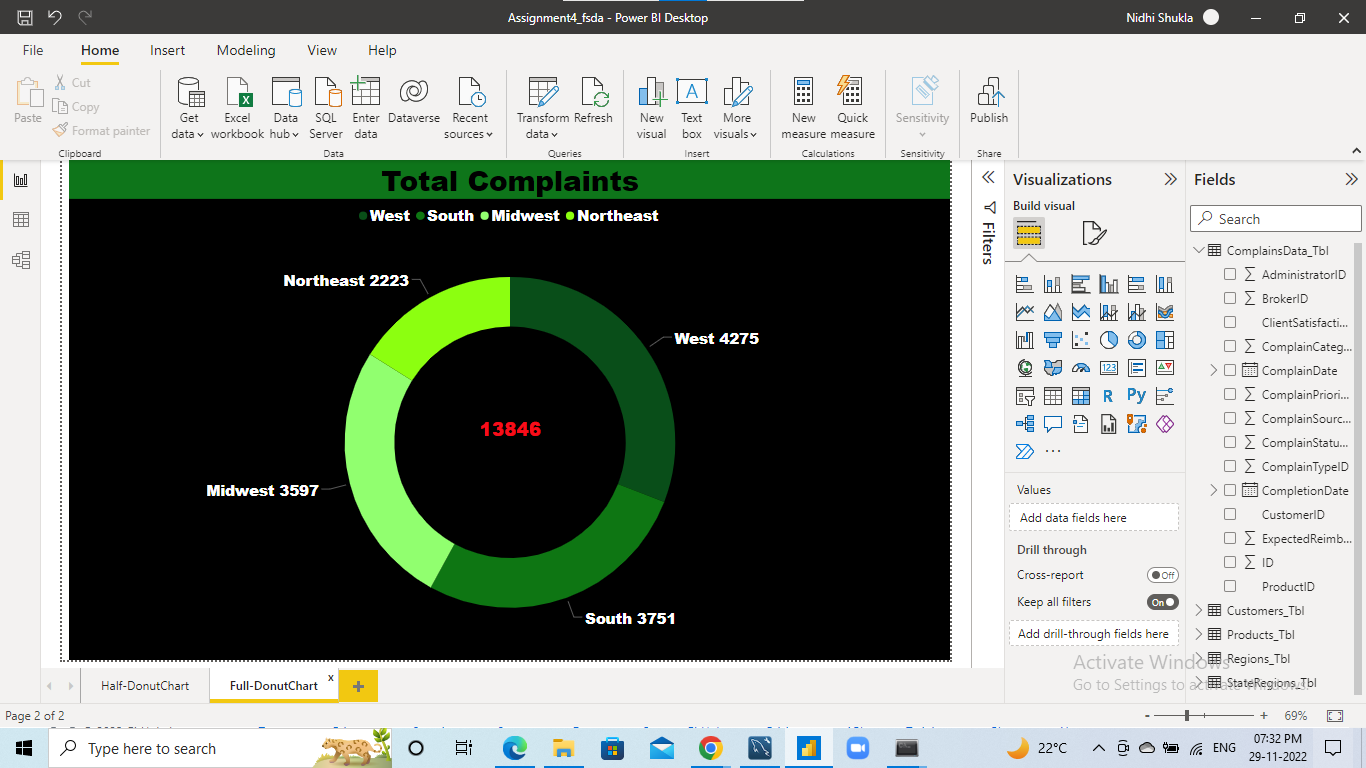 Assignment4_fsda - Power BI Desktop
Nidhi Shukla
File Home Insert Modeling View Help
Paste
Cut
Copy
Format painter
Clipboard
Get data
Excel workbook
Data hub
SQL Server
Enter data
Dataverse
Recent sources
Data
Transform data
Refresh
Queries
New visual
Text box
More visuals
Insert
New measure
Quick measure
Calculations
Sensitivity
Sensitivity
Publish
Share
Total Complaints
West South Midwest Northeast
Northeast 2223
West 4275
13846
Midwest 3597
South 3751
Filters
Visualizations
Build visual
R Py
123
Values
Add data fields here
Drill through
Cross-report
Off
Keep all filters
On
Add drill-through fields here
Fields
Search
ComplainsData_Tbl
AdministratorID
BrokerID
ClientSatisfacti...
ComplainCateg...
ComplainDate
ComplainPriori...
ComplainSourc...
ComplainStatu...
ComplainTypeID
CompletionDate
CustomerID
ExpectedReimb...
ID
ProductID
Customers_Tbl
Products_Tbl
Regions_Tbl
StateRegions_Tbl
Activate Windows
Go to Settings to activate Windows.
Half-DonutChart
Full-DonutChart x
+
Page 2 of 2
- + 69%
Type here to search
22°C
ENG
07:32 PM
29-11-2022